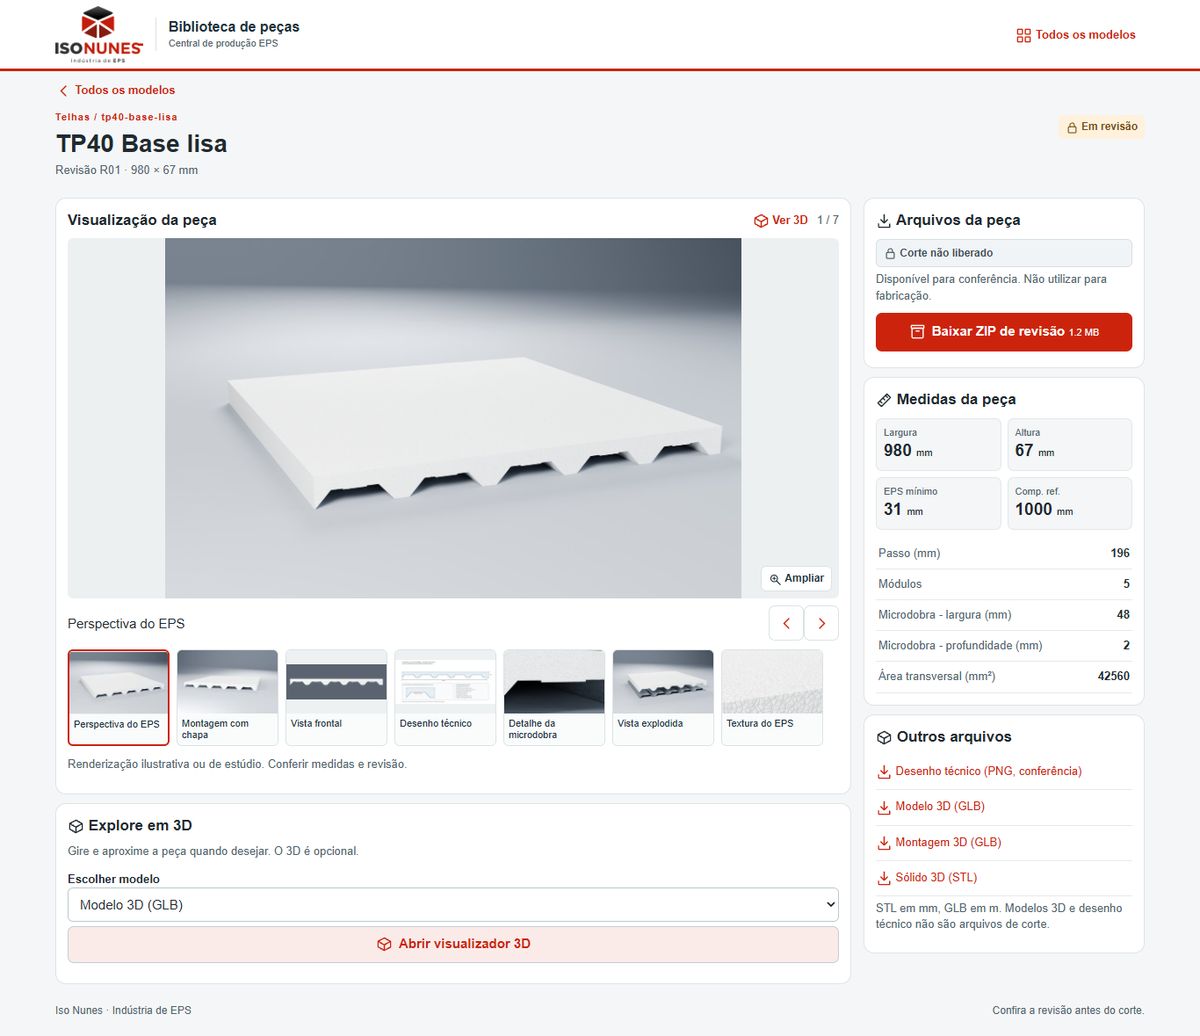 ISONUNES
Indústria de EPS
Biblioteca de peças
Central de produção EPS
Todos os modelos
Todos os modelos
Telhas / tp40-base-lisa
TP40 Base lisa
Revisão R01 · 980 × 67 mm
Em revisão
Visualização da peça
Ver 3D 1 / 7
Ampliar
Perspectiva do EPS
Perspectiva do EPS
Montagem com
chapa
Vista frontal
Desenho técnico
Detalhe da
microdobra
Vista explodida
Textura do EPS
Renderização ilustrativa ou de estúdio. Conferir medidas e revisão.
Explore em 3D
Gire e aproxime a peça quando desejar. O 3D é opcional.
Escolher modelo
Modelo 3D (GLB)
Abrir visualizador 3D
Arquivos da peça
Corte não liberado
Disponível para conferência. Não utilizar para
fabricação.
Baixar ZIP de revisão 1.2 MB
Medidas da peça
Largura
980 mm
Altura
67 mm
EPS mínimo
31 mm
Comp. ref.
1000 mm
Passo (mm) 196
Módulos 5
Microdobra - largura (mm) 48
Microdobra - profundidade (mm) 2
Área transversal (mm²) 42560
Outros arquivos
Desenho técnico (PNG, conferência)
Modelo 3D (GLB)
Montagem 3D (GLB)
Sólido 3D (STL)
STL em mm, GLB em m. Modelos 3D e desenho
técnico não são arquivos de corte.
Iso Nunes · Indústria de EPS
Confira a revisão antes do corte.